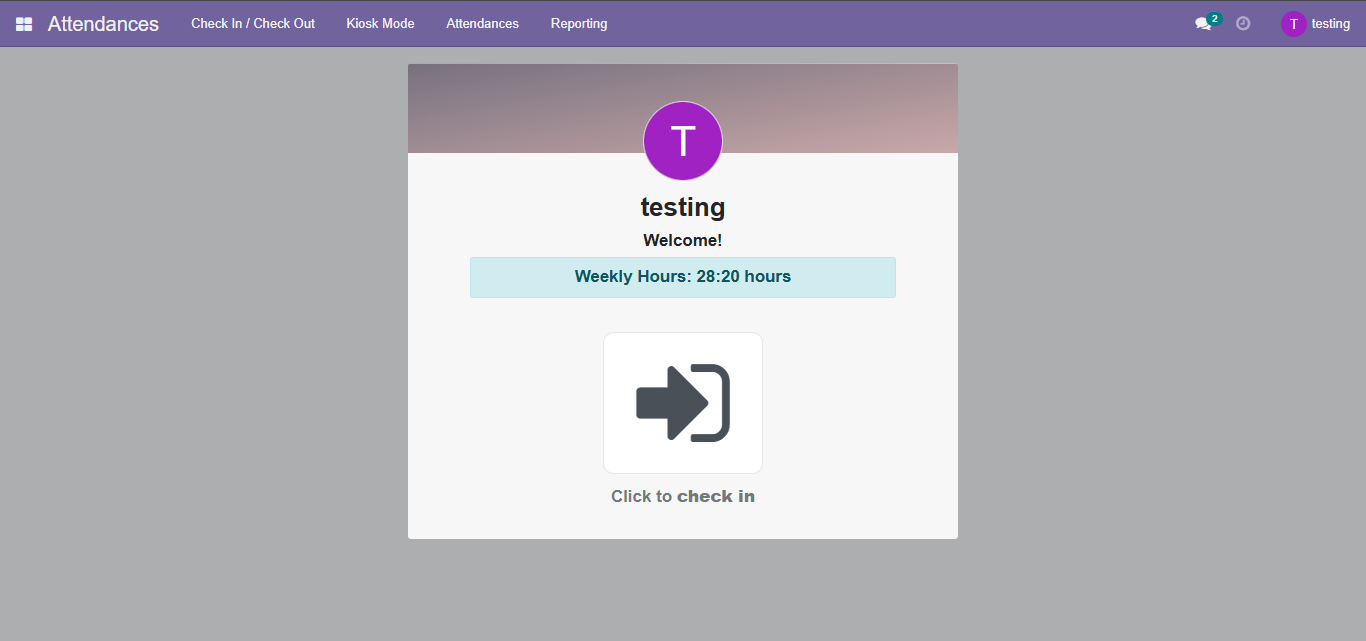 Attendances Check In / Check Out Kiosk Mode Attendances Reporting 2 T testing
T
testing
Welcome!
Weekly Hours: 28:20 hours
Click to check in